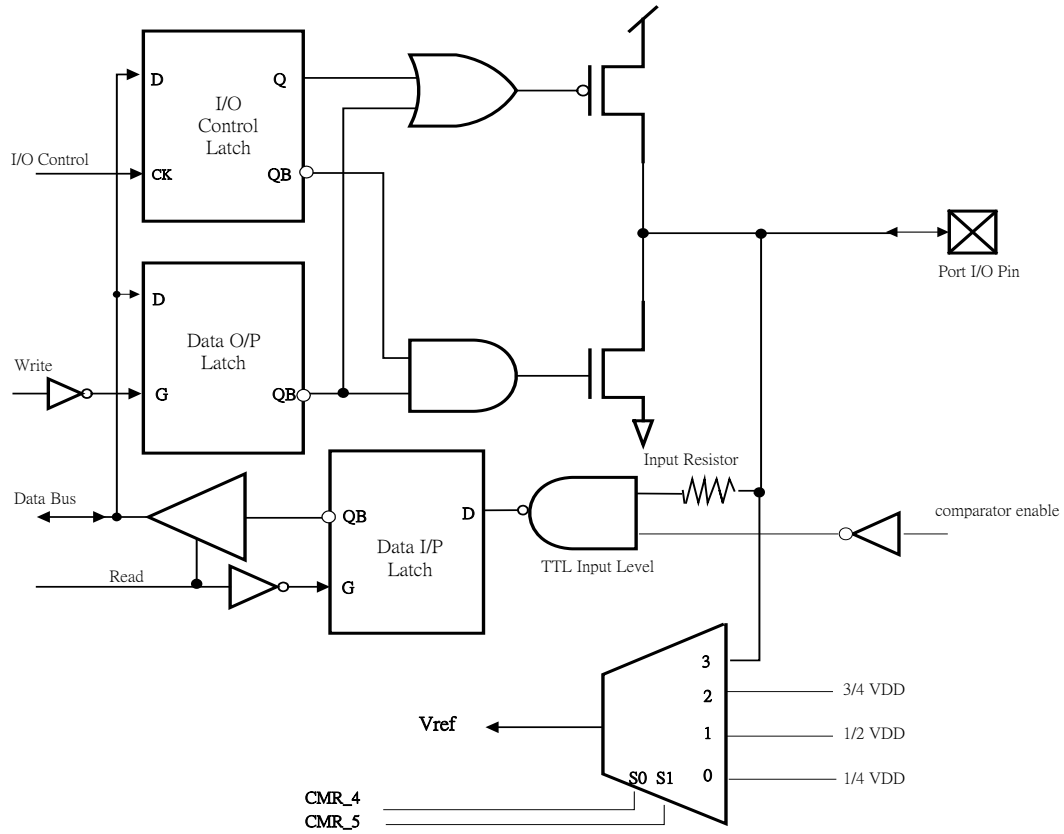 D
Q
I/O
Control
Latch
I/O Control
CK
QB
Port I/O Pin
D
Data O/P
Latch
Write
G
QB
Input Resistor
Data Bus
QB
D
Data I/P
Latch
TTL Input Level
comparator enable
Read
G
3
3/4 VDD
2
Vref
1
1/2 VDD
0
1/4 VDD
S0 S1
CMR_4
CMR_5